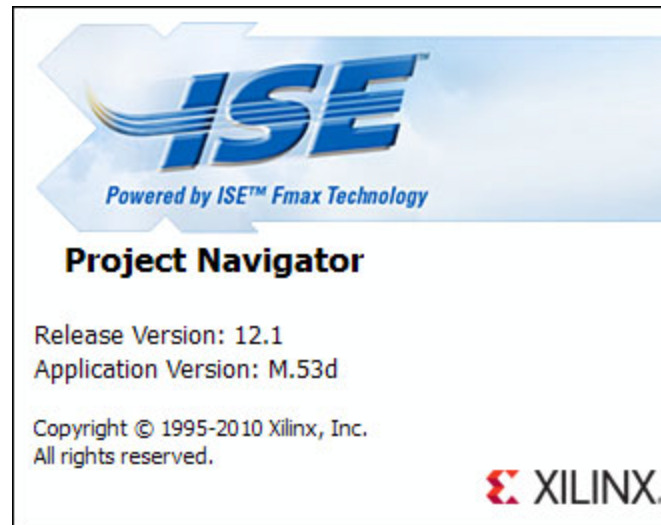 ISE™
Powered by ISE™ Fmax Technology
Project Navigator
Release Version: 12.1
Application Version: M.53d
Copyright © 1995-2010 Xilinx, Inc.
All rights reserved.
XILINX.